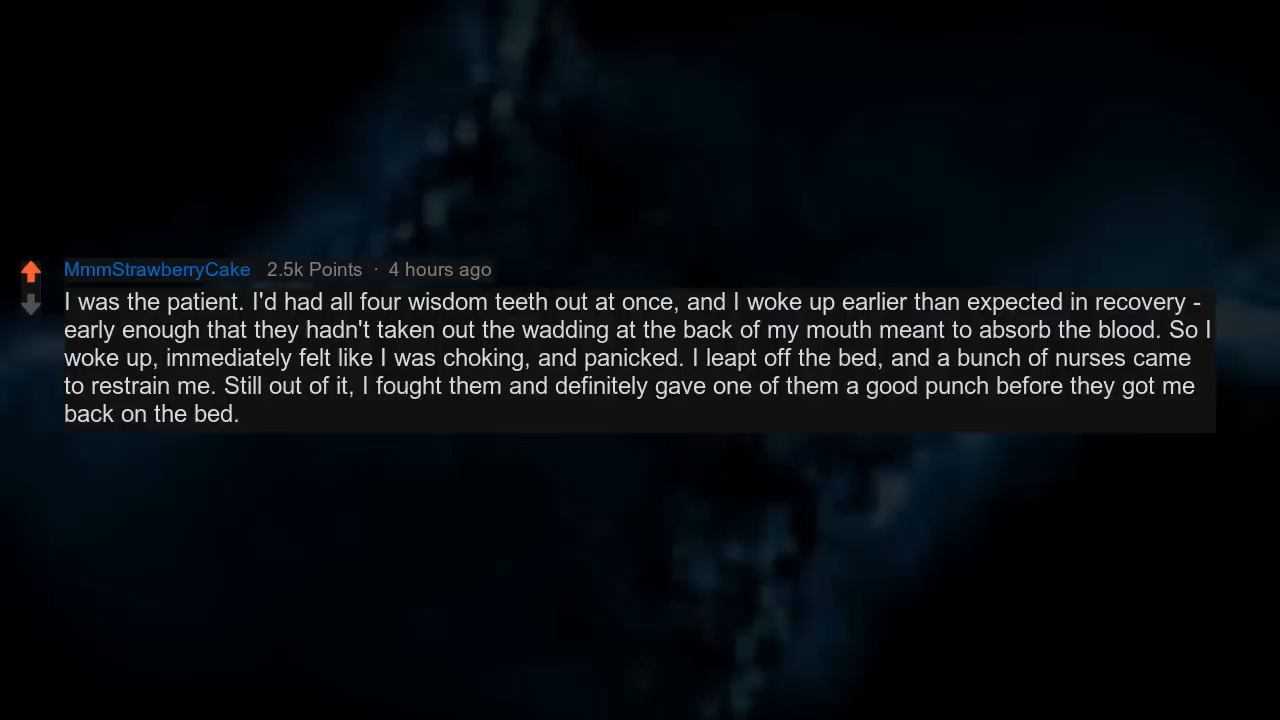 MmmStrawberryCake 2.5k Points · 4 hours ago
I was the patient. I'd had all four wisdom teeth out at once, and I woke up earlier than expected in recovery -
early enough that they hadn't taken out the wadding at the back of my mouth meant to absorb the blood. So I
woke up, immediately felt like I was choking, and panicked. I leapt off the bed, and a bunch of nurses came
to restrain me. Still out of it, I fought them and definitely gave one of them a good punch before they got me
back on the bed.